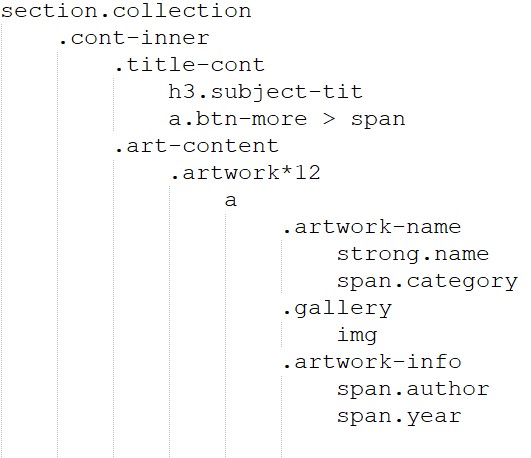 section.collection
.cont-inner
.title-cont
h3.subject-tit
a.btn-more > span
.art-content
.artwork*12
a
.artwork-name
strong.name
span.category
.gallery
img
.artwork-info
span.author
span.year